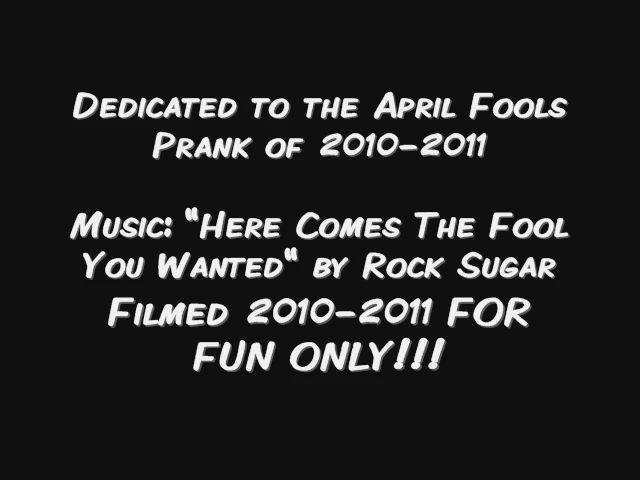 Dedicated to the April Fools
Prank of 2010-2011
Music: "Here Comes The Fool
You Wanted" by Rock Sugar
Filmed 2010-2011 FOR
FUN ONLY!!!